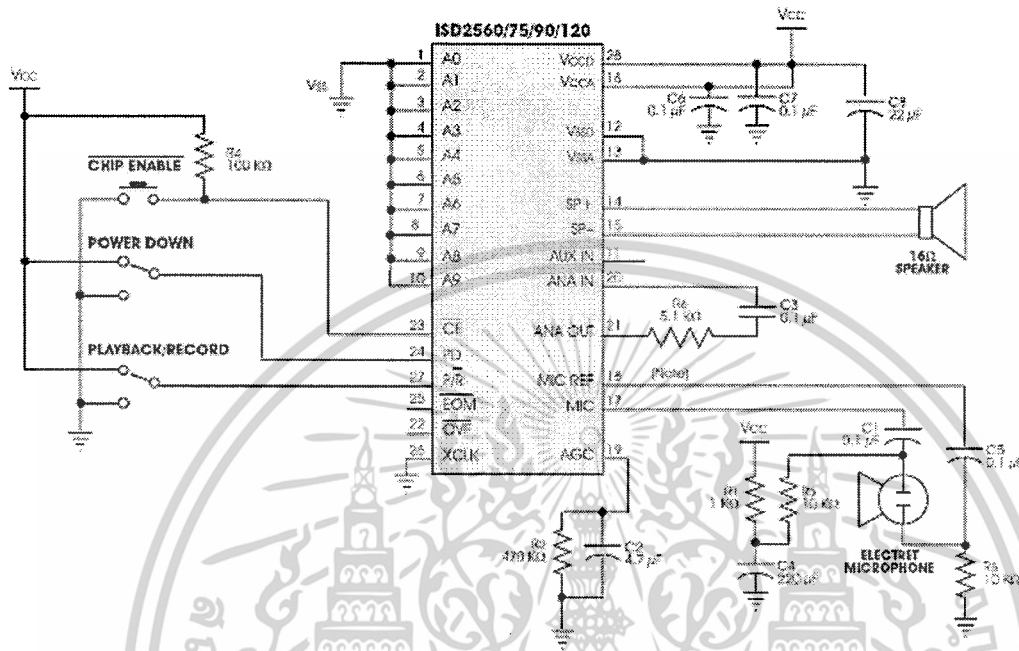 ISD2560/75/90/120
VCC
CHIP ENABLE
R4
100 KΩ
POWER DOWN
PLAYBACK/RECORD
VSS
1 A0
2 A1
3 A2
4 A3
5 A4
6 A5
7 A6
8 A7
9 A8
10 A9
23 CE
24 PD
27 P/R
25 EOM
22 OVF
26 XCLK
VCCD 28
VCCA 16
VSSD 12
VSSA 13
SP+ 14
SP- 15
AUX IN 11
ANA IN 20
ANA OUT 21
MIC REF 18
MIC 17
AGC 19
VCC
C6
0.1 µF
C7
0.1 µF
C8
22 µF
16Ω
SPEAKER
5.1 KΩ
C3
0.1 µF
(Note)
VCC
C1
0.1 µF
C5
0.1 µF
R1
1 KΩ
10 KΩ
C4
220 µF
ELECTRET
MICROPHONE
10 KΩ
470 KΩ
C2
4.7 µF